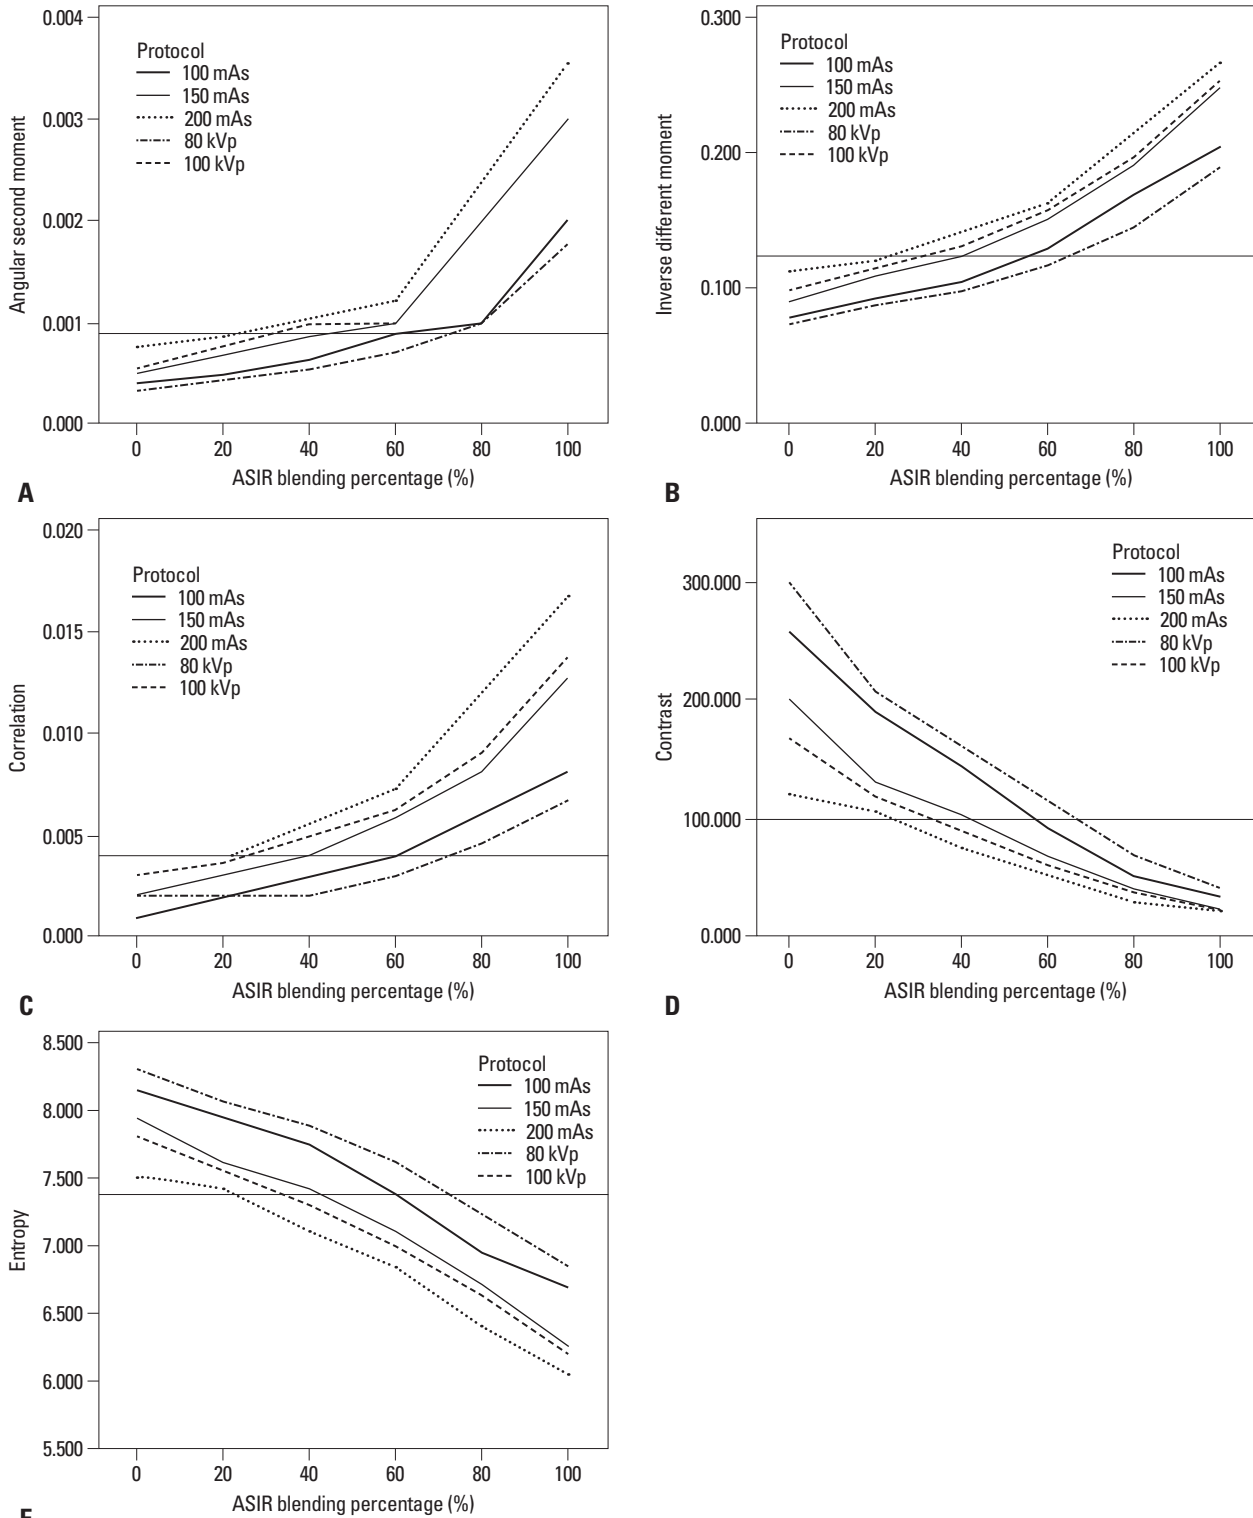 0.004
0.003
0.002
0.001
0.000
Angular second moment
Protocol
100 mAs
150 mAs
200 mAs
80 kVp
100 kVp
0 20 40 60 80 100
ASIR blending percentage (%)
A
0.300
0.200
0.100
0.000
Inverse different moment
Protocol
100 mAs
150 mAs
200 mAs
80 kVp
100 kVp
0 20 40 60 80 100
ASIR blending percentage (%)
B
0.020
0.015
0.010
0.005
0.000
Correlation
Protocol
100 mAs
150 mAs
200 mAs
80 kVp
100 kVp
0 20 40 60 80 100
ASIR blending percentage (%)
C
300.000
200.000
100.000
0.000
Contrast
Protocol
100 mAs
150 mAs
200 mAs
80 kVp
100 kVp
0 20 40 60 80 100
ASIR blending percentage (%)
D
8.500
8.000
7.500
7.000
6.500
6.000
5.500
Entropy
Protocol
100 mAs
150 mAs
200 mAs
80 kVp
100 kVp
0 20 40 60 80 100
ASIR blending percentage (%)